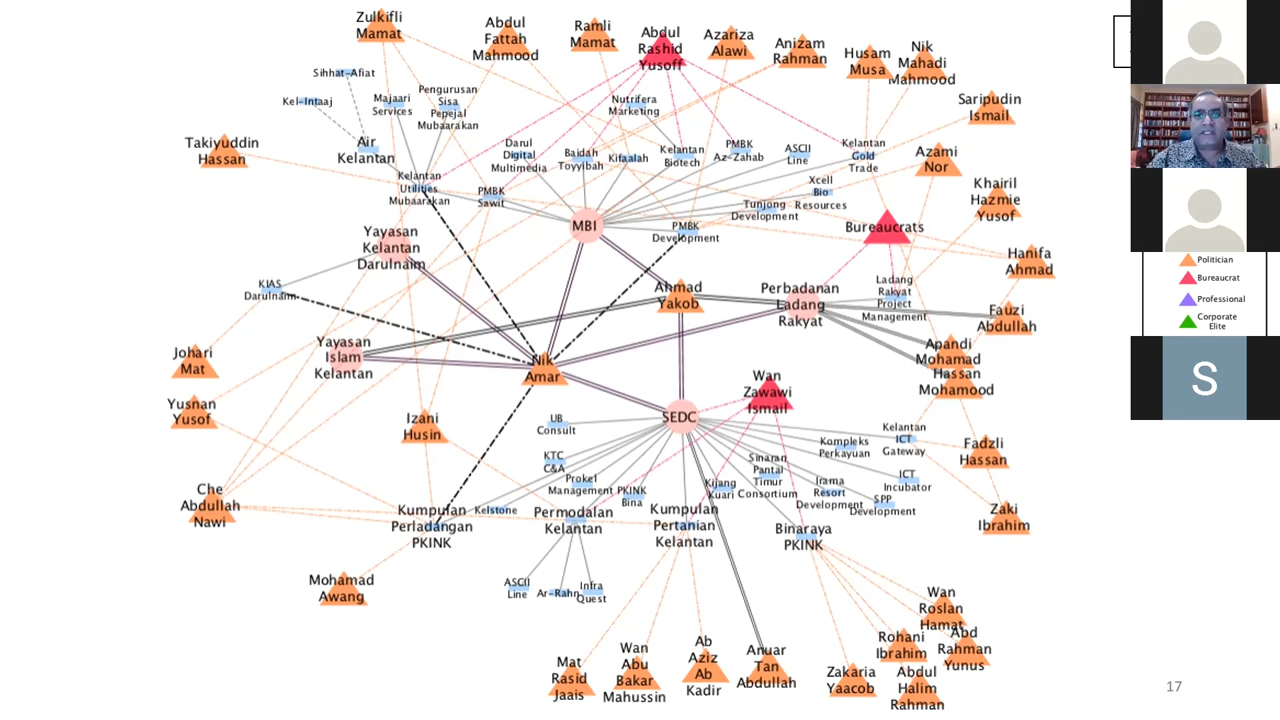 Zulkifli
Mamat
Abdul
Fattah
Mahmood
Ramli
Mamat
Abdul
Rashid
Yusoff
Azariza
Alawi
Anizam
Rahman
Husam
Musa
Nik
Mahadi
Mahmood
Saripudin
Ismail
Sihhat-Afiat
Kel-Intaaj
Majaari
Services
Pengurusan
Sisa
Pepejal
Mubaarakan
Nutrifera
Marketing
Takiyuddin
Hassan
Air
Kelantan
Darul
Digital
Multimedia
Baidah
Toyyibah
Kifaalah
Kelantan
Biotech
PMBK
Az-Zahab
ASCII
Line
Kelantan
Gold
Trade
Azami
Nor
Kelantan
Utilities
Mubaarakan
PMBK
Sawit
Xcell
Bio
Resources
Tunjong
Development
Khairil
Hazmie
Yusof
MBI
PMBK
Development
Bureaucrats
Yayasan
Kelantan
Darulnaim
Hanifa
Ahmad
KIAS
Darulnaim
Ahmad
Yakob
Perbadanan
Ladang
Rakyat
Ladang
Rakyat
Project
Management
Fauzi
Abdullah
Politician
Bureaucrat
Professional
Corporate
Elite
Johari
Mat
Yayasan
Islam
Kelantan
Nik
Amar
Apandi
Mohamad
Hassan
Mohamood
Wan
Zawawi
Ismail
S
Yusnan
Yusof
Izani
Husin
SEDC
UB
Consult
Kompleks
Perkayuan
Kelantan
ICT
Gateway
Fadzli
Hassan
KTC
C&A
Prokel
Management
PKINK
Bina
Kijang
Kuari
Sinaran
Pantai
Timur
Consortium
Irama
Resort
Development
SPP
Development
ICT
Incubator
Che
Abdullah
Nawi
Kumpulan
Perladangan
PKINK
Kelstone
Permodalan
Kelantan
Kumpulan
Pertanian
Kelantan
Binaraya
PKINK
Zaki
Ibrahim
Mohamad
Awang
ASCII
Line
Ar-Rahn
Infra
Quest
Mat
Rasid
Jaais
Wan
Abu
Bakar
Mahussin
Ab
Aziz
Ab
Kadir
Anuar
Tan
Abdullah
Zakaria
Yaacob
Rohani
Ibrahim
Abdul
Halim
Rahman
Wan
Roslan
Hamat
Abd
Rahman
Yunus
17